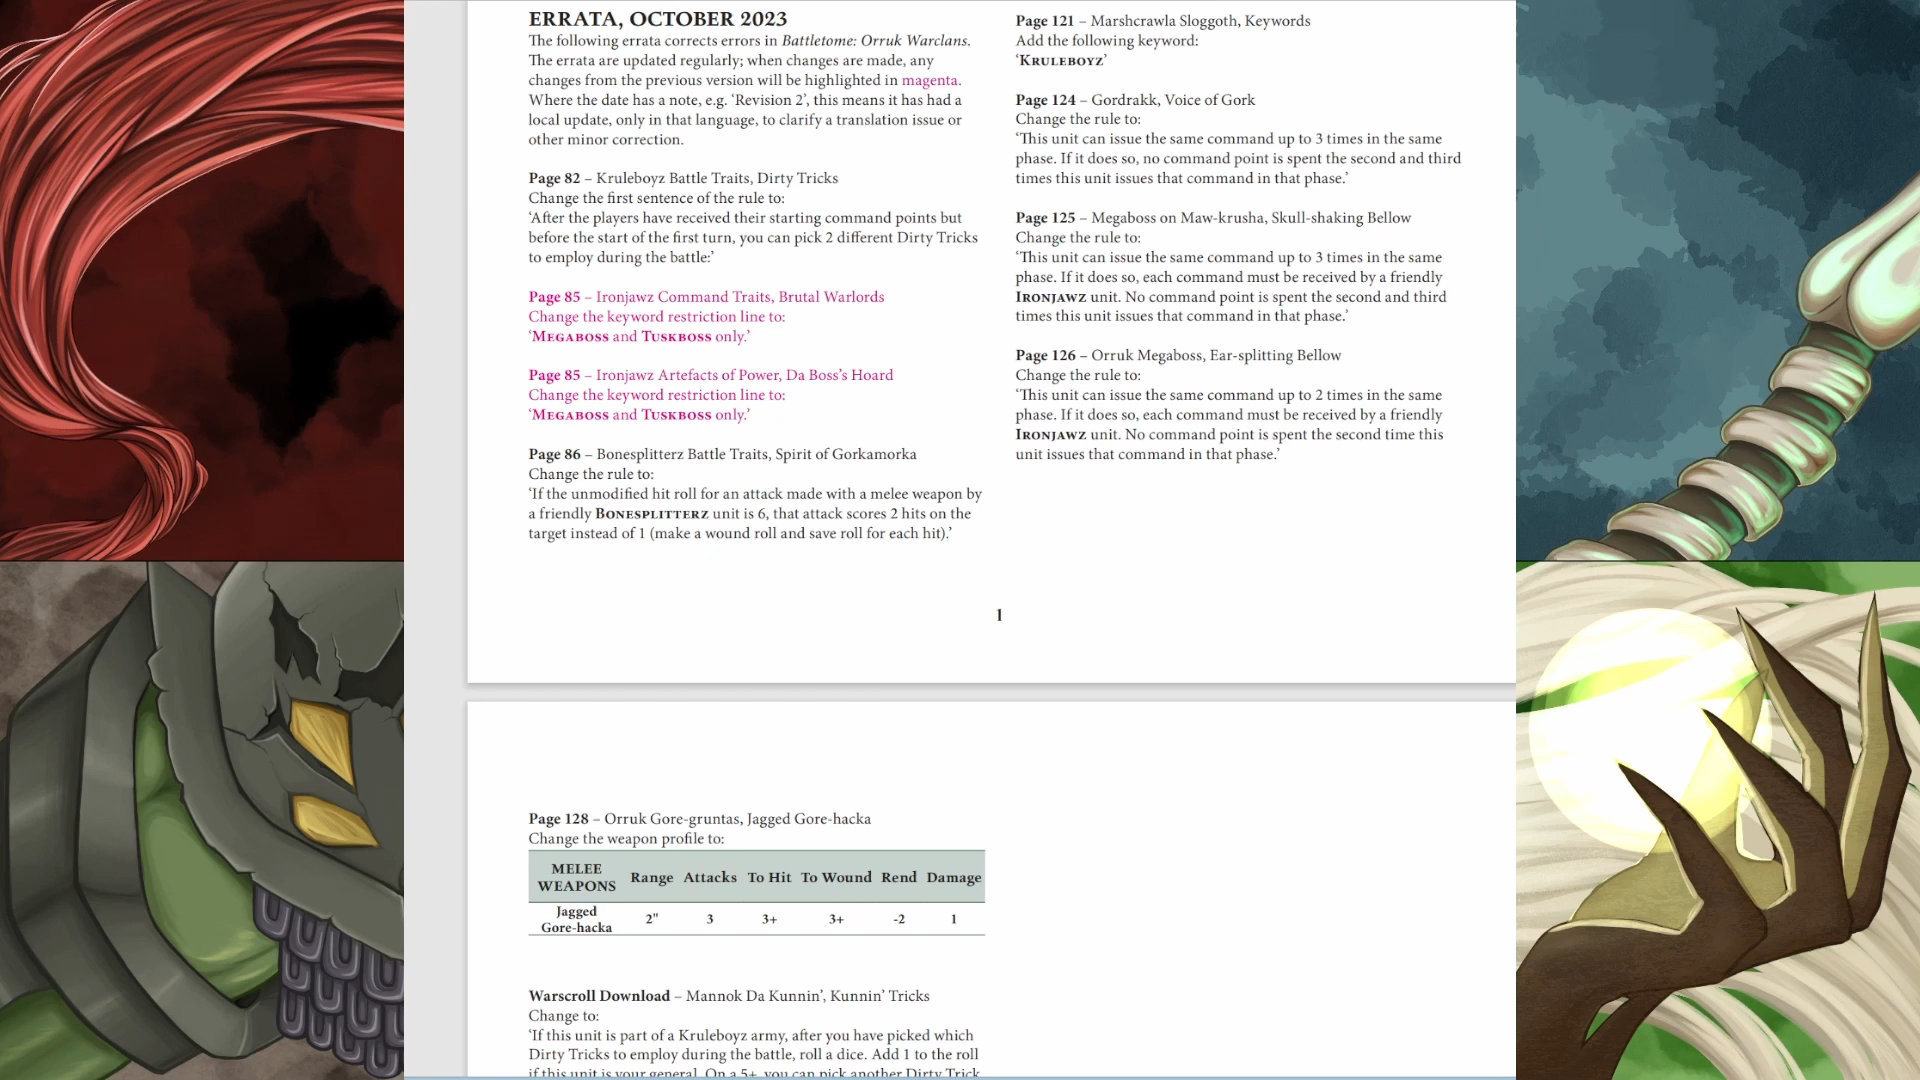 ERRATA, OCTOBER 2023
The following errata corrects errors in Battletome: Orruk Warclans.
The errata are updated regularly; when changes are made, any
changes from the previous version will be highlighted in magenta.
Where the date has a note, e.g. ‘Revision 2’, this means it has had a
local update, only in that language, to clarify a translation issue or
other minor correction.
Page 82 – Kruleboyz Battle Traits, Dirty Tricks
Change the first sentence of the rule to:
‘After the players have received their starting command points but
before the start of the first turn, you can pick 2 different Dirty Tricks
to employ during the battle:’
Page 85 – Ironjawz Command Traits, Brutal Warlords
Change the keyword restriction line to:
‘MEGABOSS and TUSKBOSS only.’
Page 85 – Ironjawz Artefacts of Power, Da Boss’s Hoard
Change the keyword restriction line to:
‘MEGABOSS and TUSKBOSS only.’
Page 86 – Bonesplitterz Battle Traits, Spirit of Gorkamorka
Change the rule to:
‘If the unmodified hit roll for an attack made with a melee weapon by
a friendly BONESPLITTERZ unit is 6, that attack scores 2 hits on the
target instead of 1 (make a wound roll and save roll for each hit).’
Page 121 – Marshcrawla Sloggoth, Keywords
Add the following keyword:
‘KRULEBOYZ’
Page 124 – Gordrakk, Voice of Gork
Change the rule to:
‘This unit can issue the same command up to 3 times in the same
phase. If it does so, no command point is spent the second and third
times this unit issues that command in that phase.’
Page 125 – Megaboss on Maw-krusha, Skull-shaking Bellow
Change the rule to:
‘This unit can issue the same command up to 3 times in the same
phase. If it does so, each command must be received by a friendly
IRONJAWZ unit. No command point is spent the second and third
times this unit issues that command in that phase.’
Page 126 – Orruk Megaboss, Ear-splitting Bellow
Change the rule to:
‘This unit can issue the same command up to 2 times in the same
phase. If it does so, each command must be received by a friendly
IRONJAWZ unit. No command point is spent the second time this
unit issues that command in that phase.’
1
Page 128 – Orruk Gore-gruntas, Jagged Gore-hacka
Change the weapon profile to:
MELEE WEAPONS Range Attacks To Hit To Wound Rend Damage
Jagged Gore-hacka 2" 3 3+ 3+ -2 1
Warscroll Download – Mannok Da Kunnin’, Kunnin’ Tricks
Change to:
‘If this unit is part of a Kruleboyz army, after you have picked which
Dirty Tricks to employ during the battle, roll a dice. Add 1 to the roll
if this unit is your general. On a 5+, you can pick another Dirty Trick